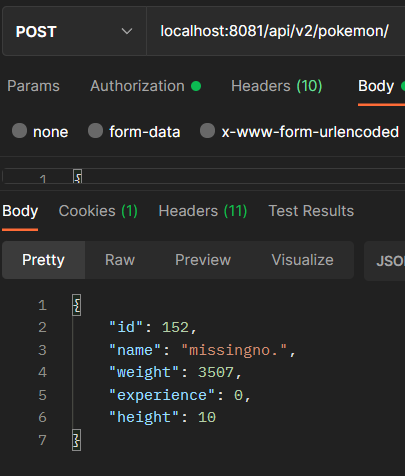 POST localhost:8081/api/v2/pokemon/
Params Authorization Headers (10) Body
none form-data x-www-form-urlencoded
1 {
Body Cookies (1) Headers (11) Test Results
Pretty Raw Preview Visualize JSO
1 {
2 "id": 152,
3 "name": "missingno.",
4 "weight": 3507,
5 "experience": 0,
6 "height": 10
7 }